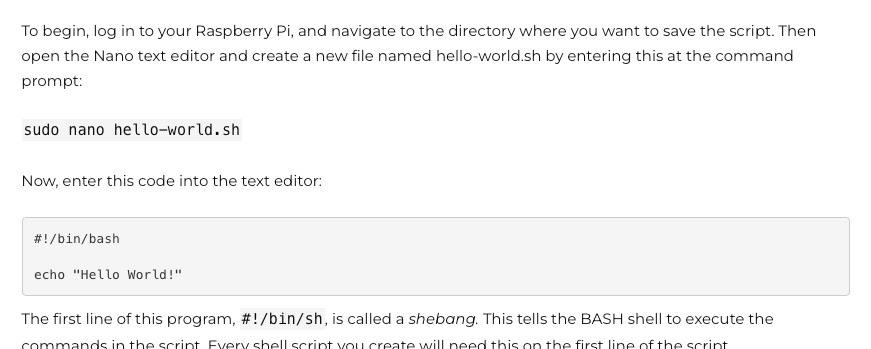 To begin, log in to your Raspberry Pi, and navigate to the directory where you want to save the script. Then
open the Nano text editor and create a new file named hello-world.sh by entering this at the command
prompt:
sudo nano hello-world.sh
Now, enter this code into the text editor:
#!/bin/bash
echo "Hello World!"
The first line of this program, #!/bin/sh, is called a shebang. This tells the BASH shell to execute the
commands in the script. Every shell script you create will need this on the first line of the script.